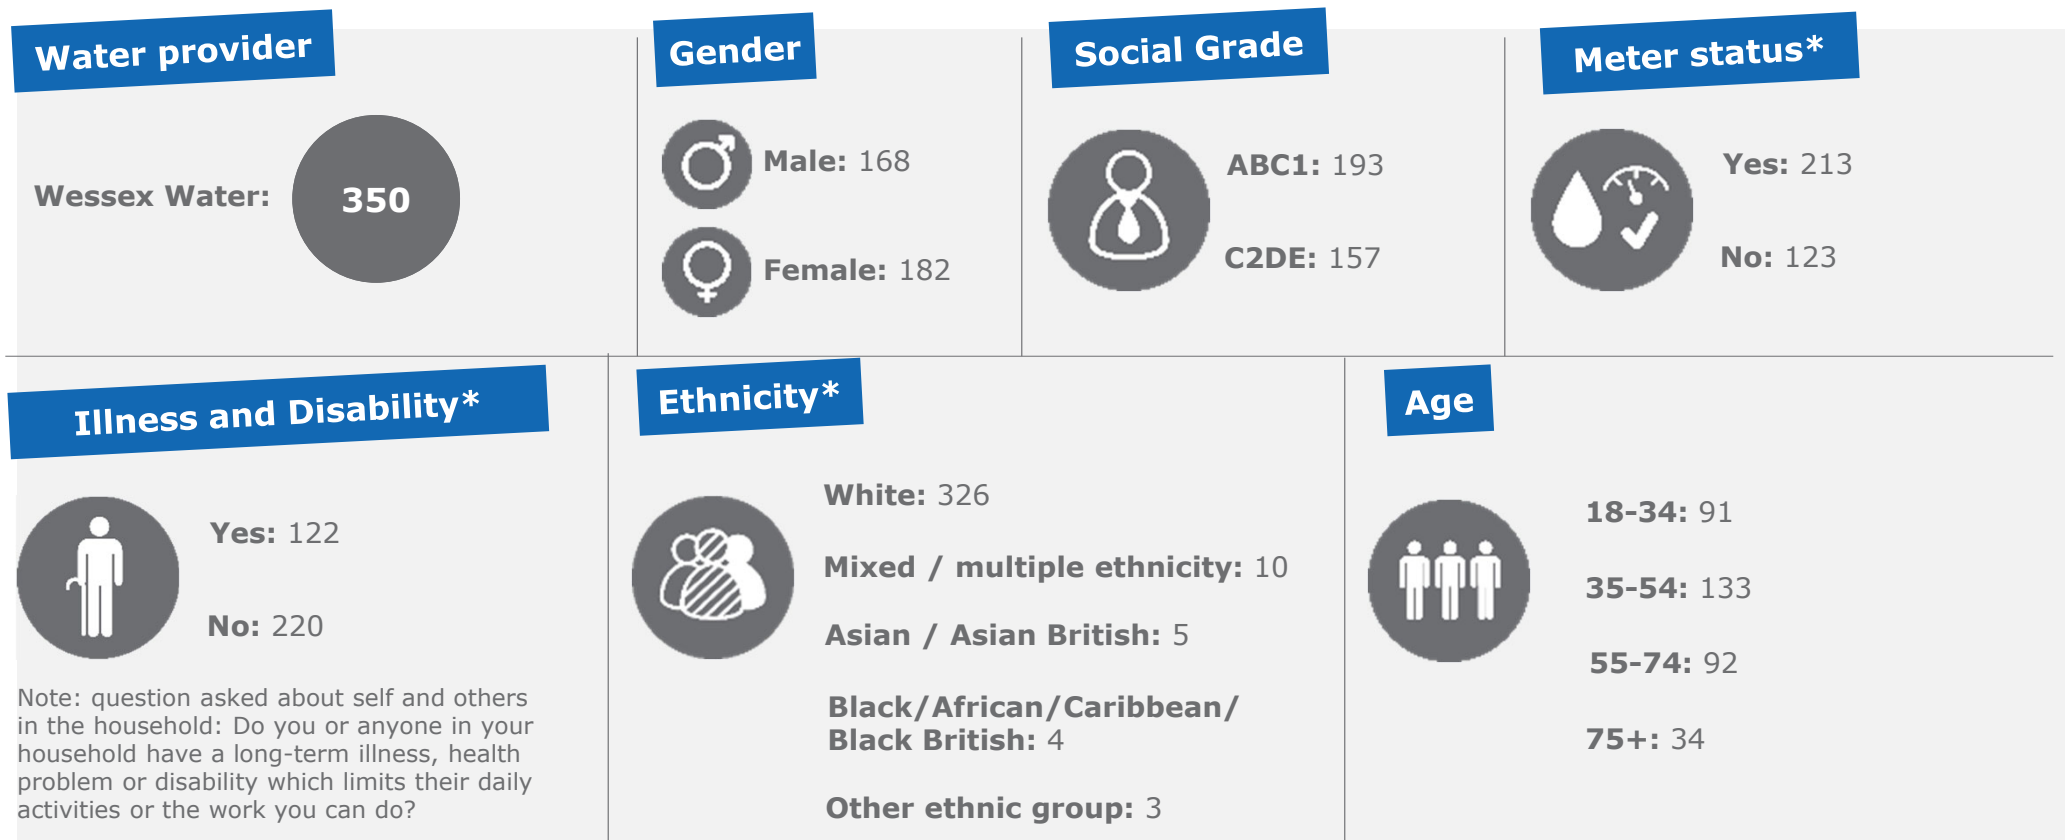 Water provider
Wessex Water: 350
Gender
Male: 168
Female: 182
Social Grade
ABC1: 193
C2DE: 157
Meter status*
Yes: 213
No: 123
Illness and Disability*
Yes: 122
No: 220
Note: question asked about self and others
in the household: Do you or anyone in your
household have a long-term illness, health
problem or disability which limits their daily
activities or the work you can do?
Ethnicity*
White: 326
Mixed / multiple ethnicity: 10
Asian / Asian British: 5
Black/African/Caribbean/
Black British: 4
Other ethnic group: 3
Age
18-34: 91
35-54: 133
55-74: 92
75+: 34